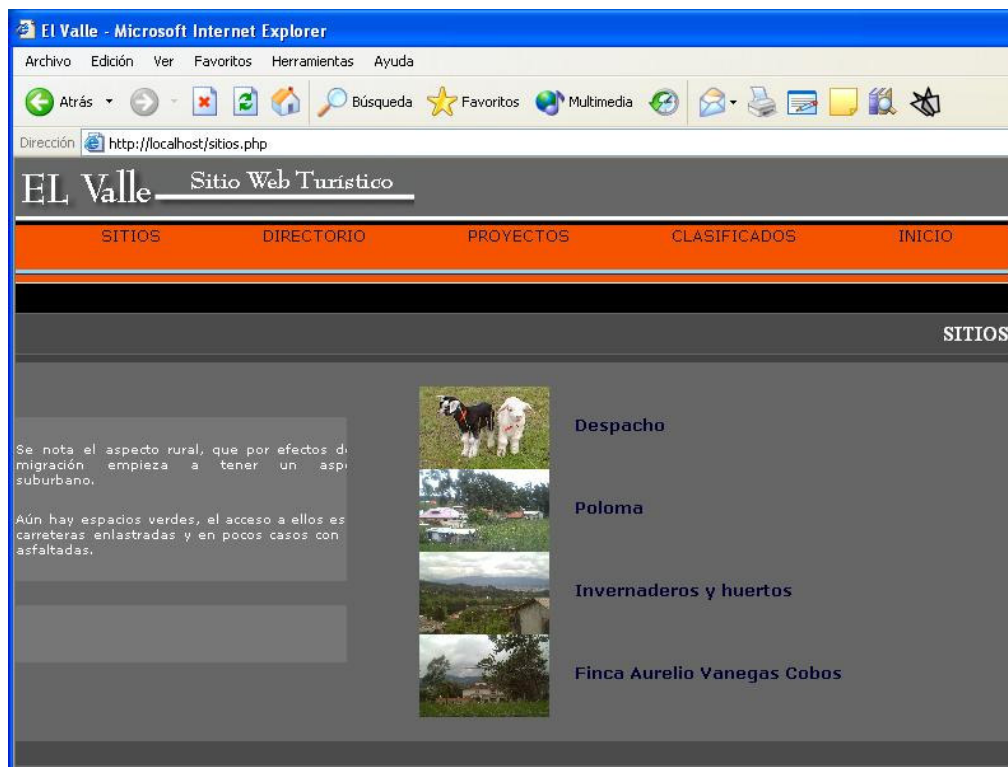 El Valle - Microsoft Internet Explorer
Archivo Edición Ver Favoritos Herramientas Ayuda
Atrás Búsqueda Favoritos Multimedia
Dirección http://localhost/sitios.php
EL Valle Sitio Web Turístico
SITIOS DIRECTORIO PROYECTOS CLASIFICADOS INICIO
SITIOS
Se nota el aspecto rural, que por efectos d
migración empieza a tener un asp
suburbano.
Aún hay espacios verdes, el acceso a ellos es
carreteras enlastradas y en pocos casos con
asfaltadas.
Despacho
Poloma
Invernaderos y huertos
Finca Aurelio Vanegas Cobos